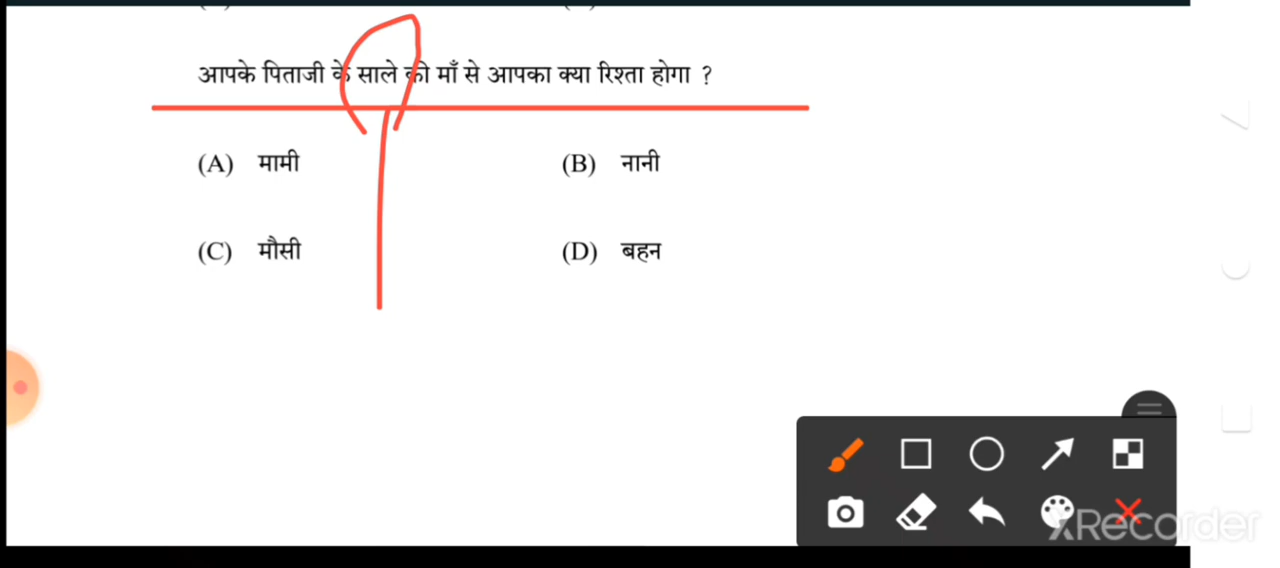 आपके पिताजी के साले की माँ से आपका क्या रिश्ता होगा ?
(A) मामी
(B) नानी
(C) मौसी
(D) बहन
XRecorder